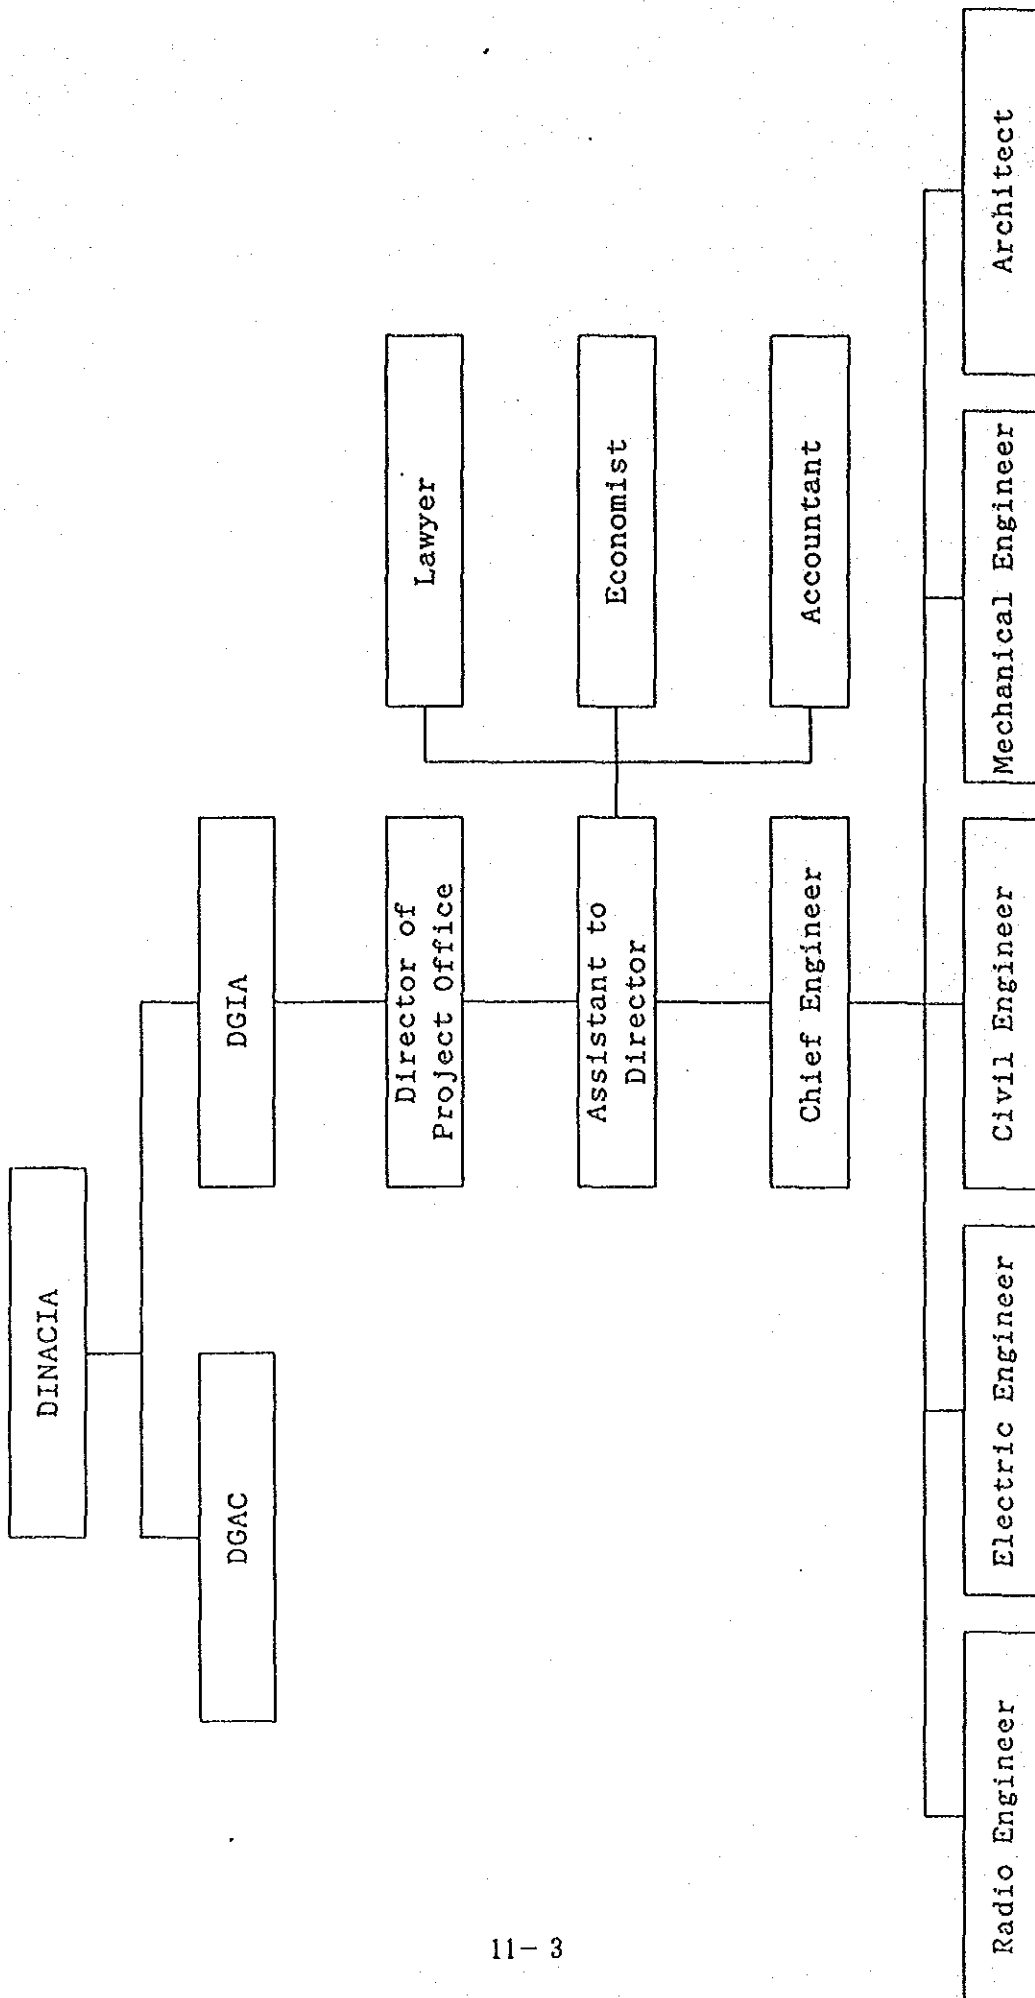 DINACIA
DGAC
DGIA
Director of
Project Office
Lawyer
Assistant to
Director
Economist
Chief Engineer
Accountant
Radio Engineer
Electric Engineer
Civil Engineer
Mechanical Engineer
Architect
11- 3